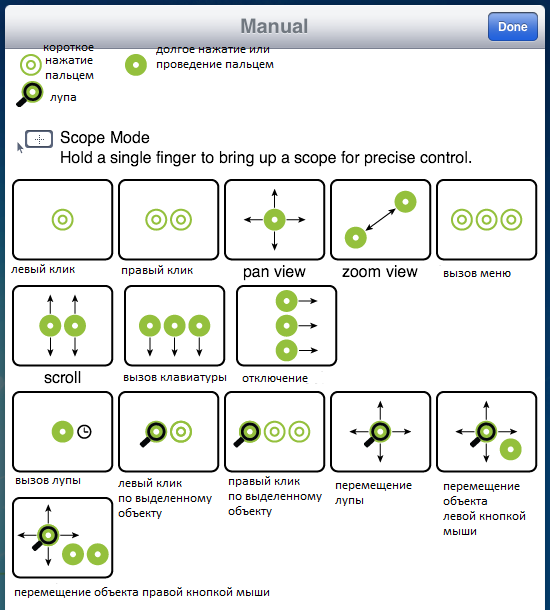 Manual
Done
короткое
нажатие
пальцем
долгое нажатие или
проведение пальцем
лупа
Scope Mode
Hold a single finger to bring up a scope for precise control.
левый клик
правый клик
pan view
zoom view
вызов меню
scroll
вызов клавиатуры
отключение
вызов лупы
левый клик
по выделенному
объекту
правый клик
по выделенному
объекту
перемещение
лупы
перемещение
объекта
левой кнопкой
мыши
перемещение объекта правой кнопкой мыши